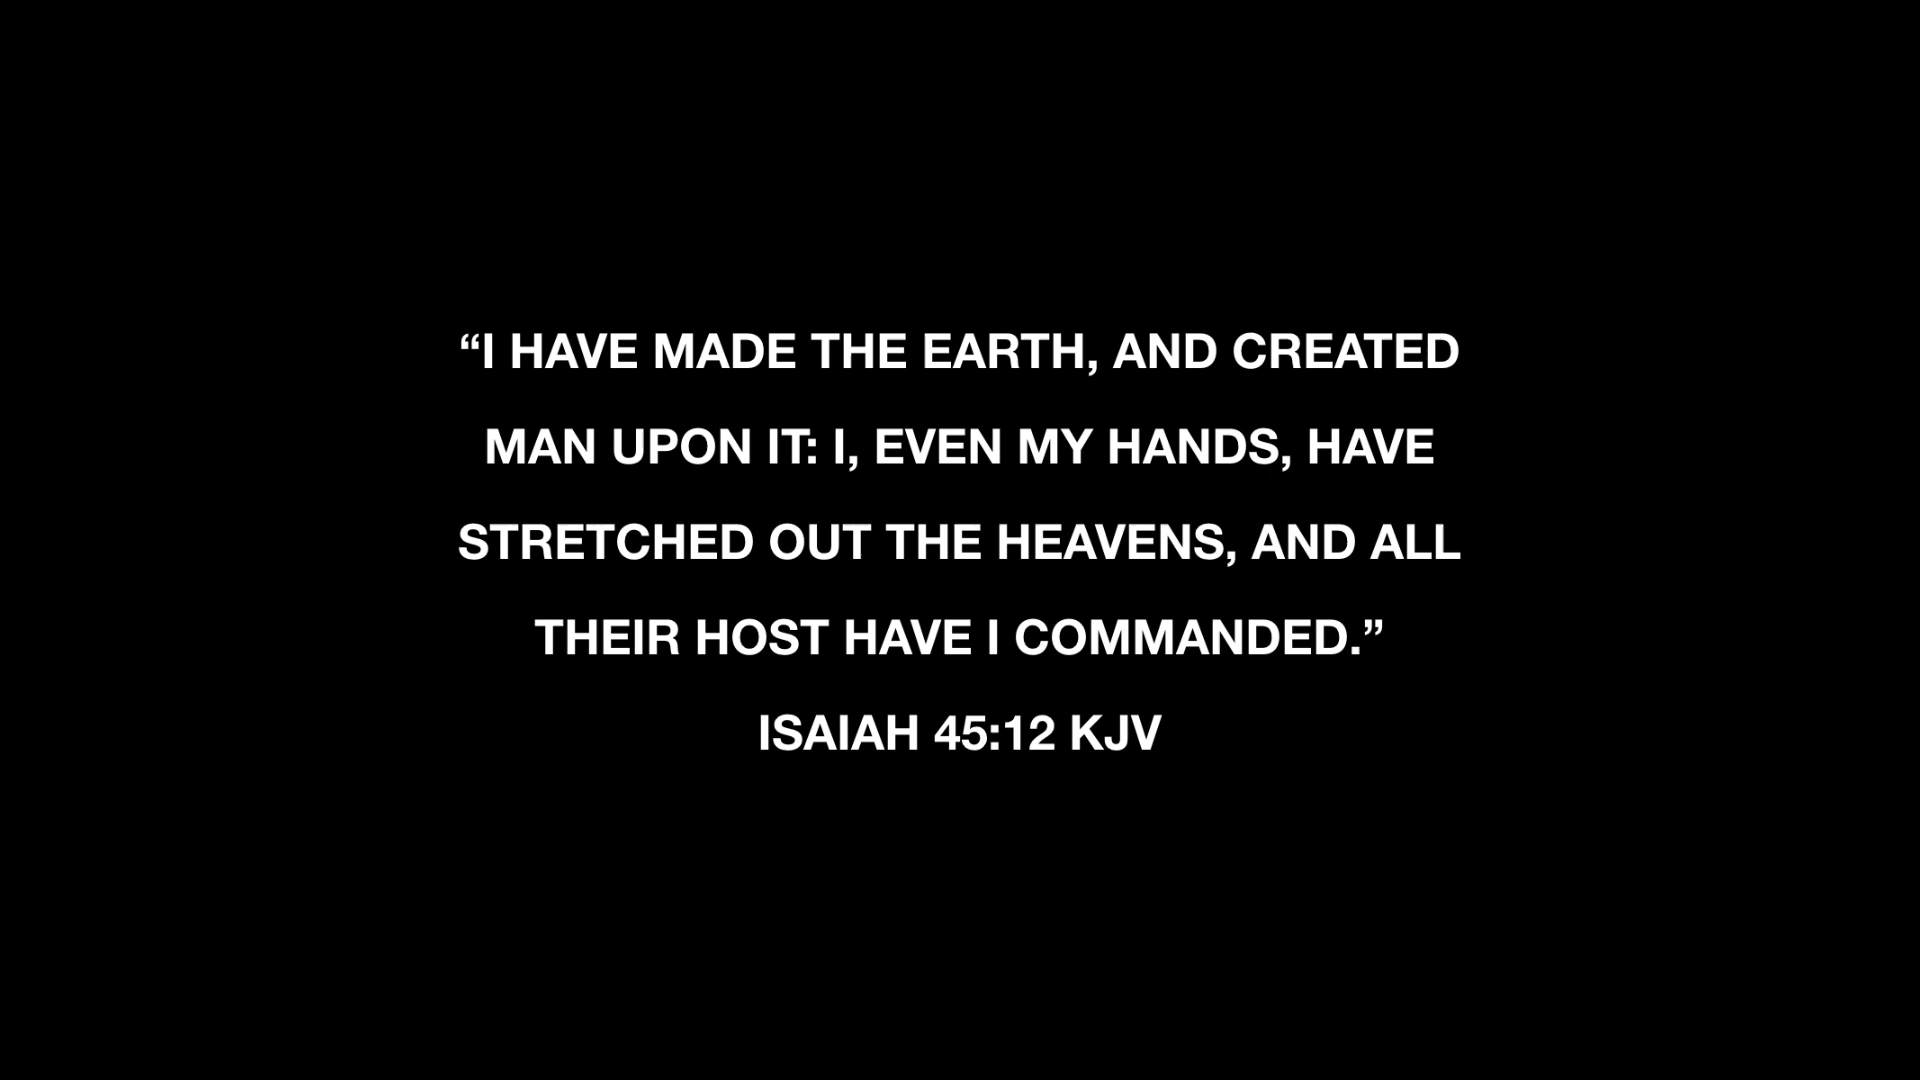 “I HAVE MADE THE EARTH, AND CREATED
MAN UPON IT: I, EVEN MY HANDS, HAVE
STRETCHED OUT THE HEAVENS, AND ALL
THEIR HOST HAVE I COMMANDED.”
ISAIAH 45:12 KJV